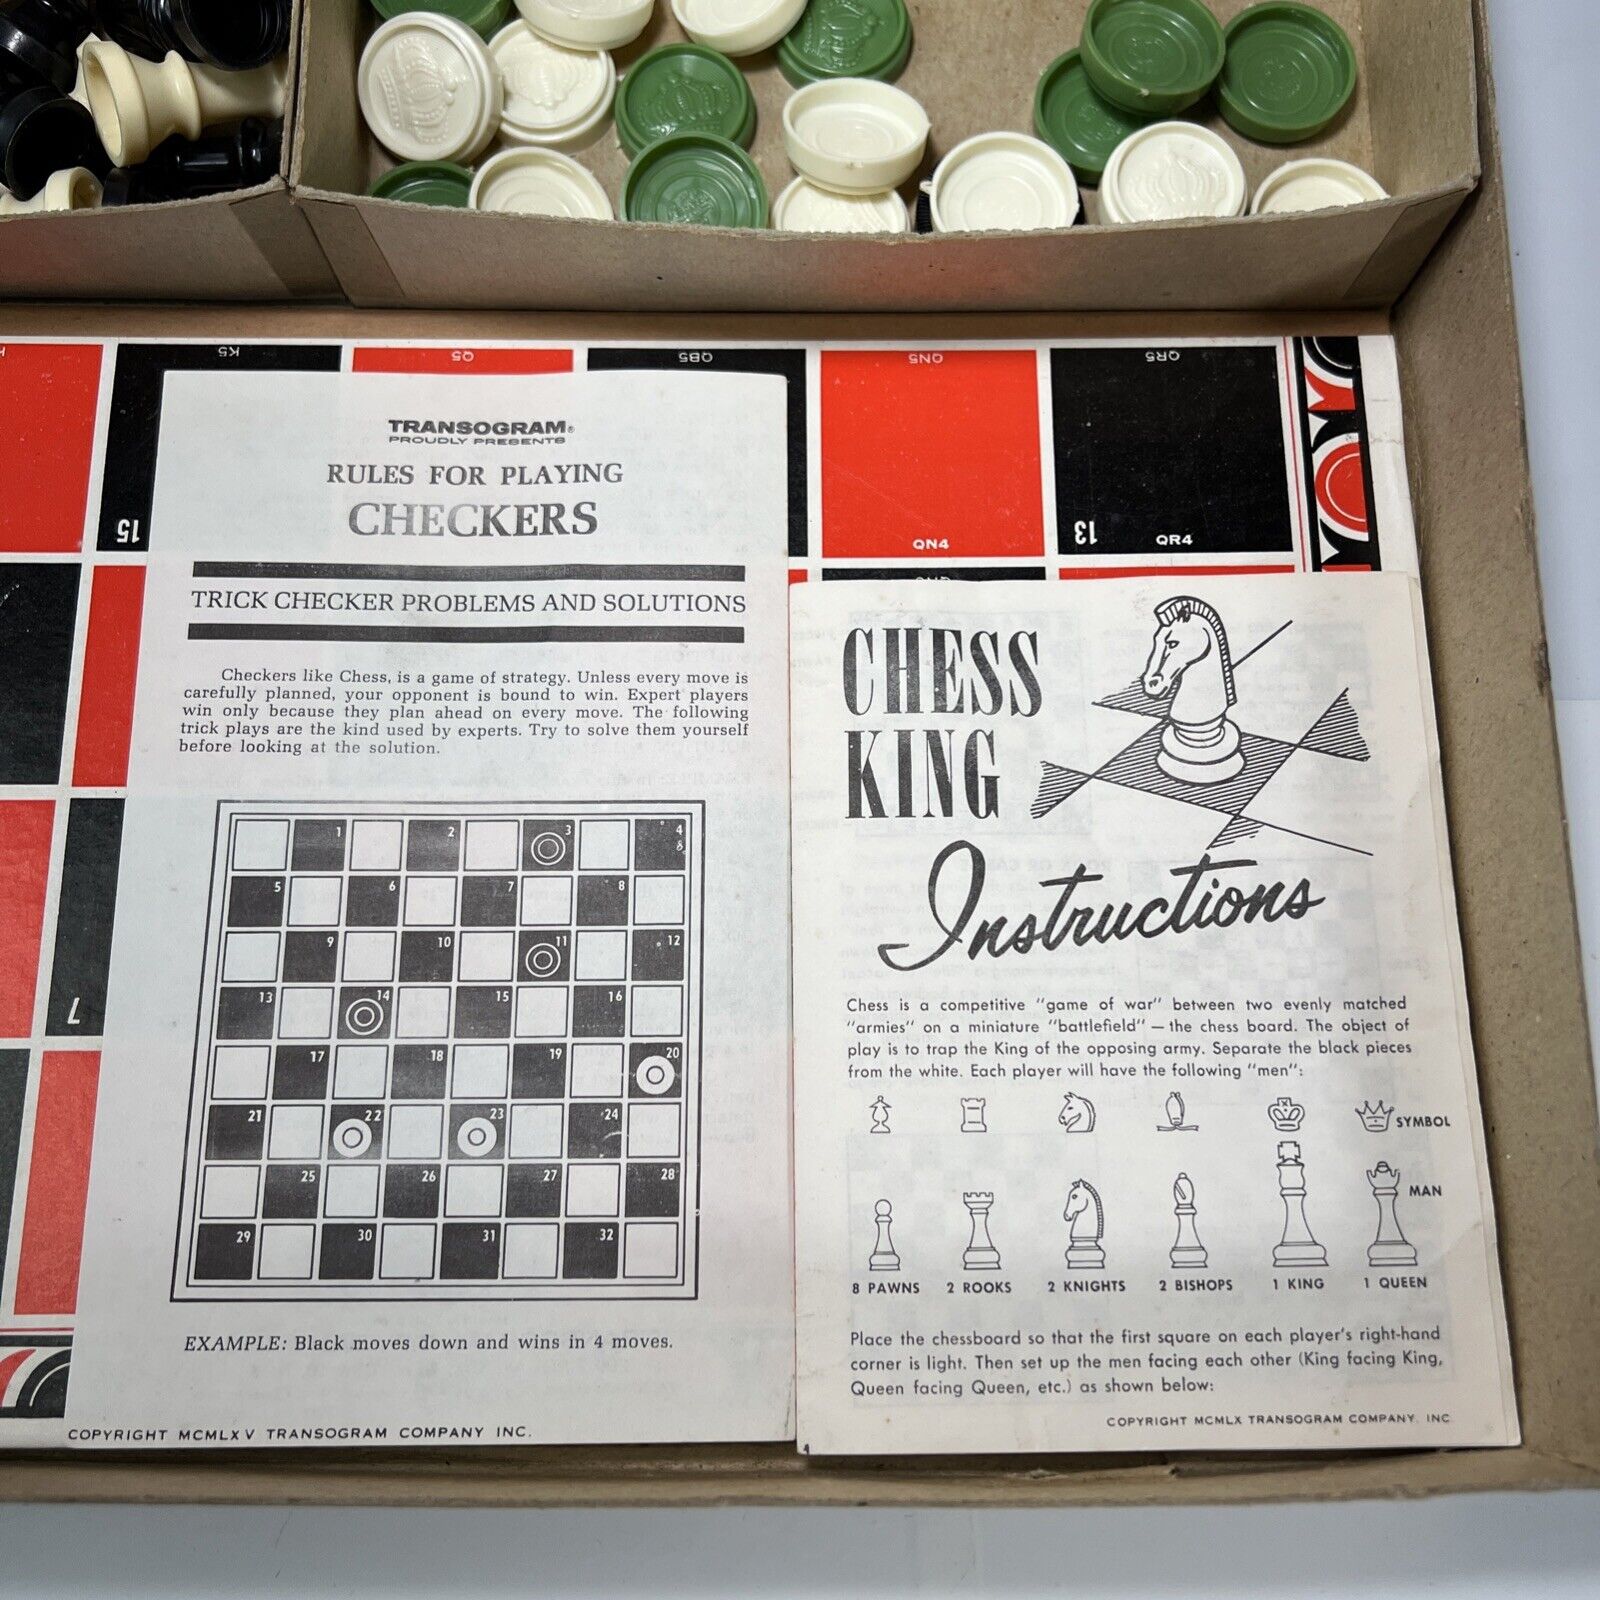 K5
Q5
QB5
QN5
QR5
15
QN4
13
QR4
7
TRANSOGRAM®
PROUDLY PRESENTS
RULES FOR PLAYING
CHECKERS
TRICK CHECKER PROBLEMS AND SOLUTIONS
Checkers like Chess, is a game of strategy. Unless every move is
carefully planned, your opponent is bound to win. Expert players
win only because they plan ahead on every move. The following
trick plays are the kind used by experts. Try to solve them yourself
before looking at the solution.
1 2 3 4
5 6 7 8
9 10 11 12
13 14 15 16
17 18 19 20
21 22 23 24
25 26 27 28
29 30 31 32
EXAMPLE: Black moves down and wins in 4 moves.
COPYRIGHT MCMLXV TRANSOGRAM COMPANY INC.
CHESS
KING
Instructions
Chess is a competitive "game of war" between two evenly matched
"armies" on a miniature "battlefield" — the chess board. The object of
play is to trap the King of the opposing army. Separate the black pieces
from the white. Each player will have the following "men":
SYMBOL
MAN
8 PAWNS 2 ROOKS 2 KNIGHTS 2 BISHOPS 1 KING 1 QUEEN
Place the chessboard so that the first square on each player's right-hand
corner is light. Then set up the men facing each other (King facing King,
Queen facing Queen, etc.) as shown below:
COPYRIGHT MCMLX TRANSOGRAM COMPANY, INC